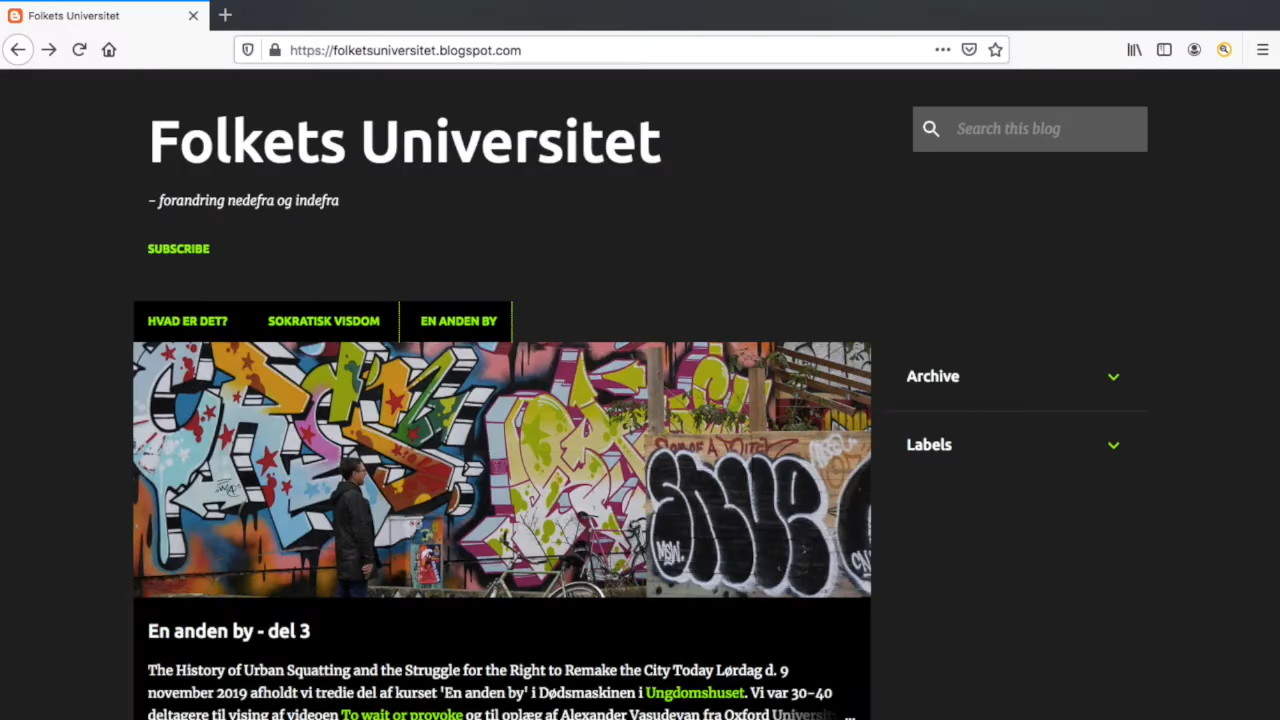 Folkets Universitet
https://folketsuniversitet.blogspot.com
Folkets Universitet
Search this blog
- forandring nedefra og indefra
SUBSCRIBE
HVAD ER DET? SOKRATISK VISDOM EN ANDEN BY
Archive
Labels
MSW.
En anden by - del 3
The History of Urban Squatting and the Struggle for the Right to Remake the City Today Lørdag d. 9
november 2019 afholdt vi tredie del af kurset 'En anden by' i Dødsmaskinen i Ungdomshuset. Vi var 30-40
deltagere til vising af videoen To wait or provoke og til oplæg af Alexander Vasudevan fra Oxford Universit...